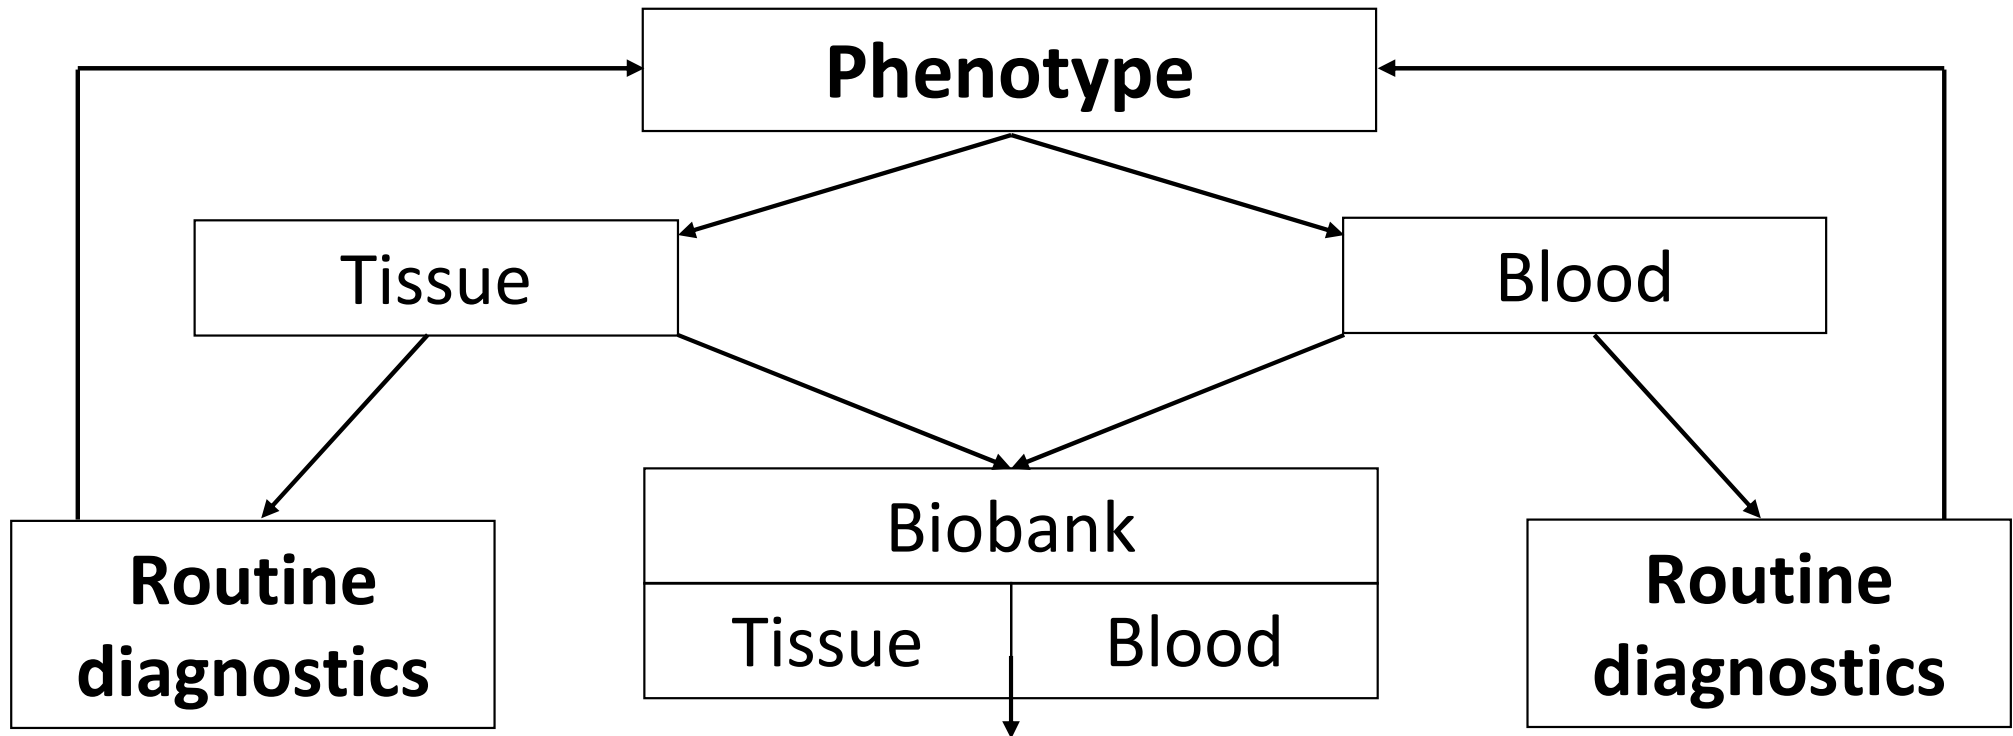 Phenotype
Tissue
Blood
Routine
diagnostics
Biobank
Tissue
Blood
Routine
diagnostics